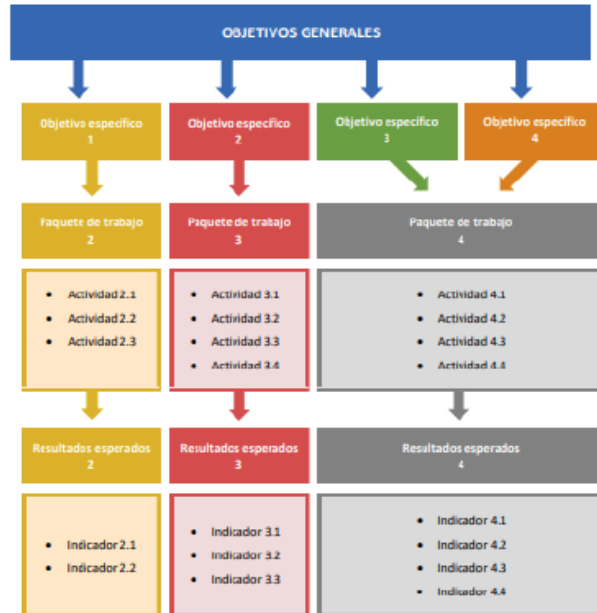 OBJETIVOS GENERALES
Objetivo específico
1
Objetivo específico
2
Objetivo específico
3
Objetivo específico
4
Paquete de trabajo
2
Paquete de trabajo
3
Paquete de trabajo
4
• Actividad 2.1
• Actividad 2.2
• Actividad 2.3
• Actividad 3.1
• Actividad 3.2
• Actividad 3.3
• Actividad 3.4
• Actividad 4.1
• Actividad 4.2
• Actividad 4.3
• Actividad 4.4
Resultados esperados
2
Resultados esperados
3
Resultados esperados
4
• Indicador 2.1
• Indicador 2.2
• Indicador 3.1
• Indicador 3.2
• Indicador 3.3
• Indicador 4.1
• Indicador 4.2
• Indicador 4.3
• Indicador 4.4